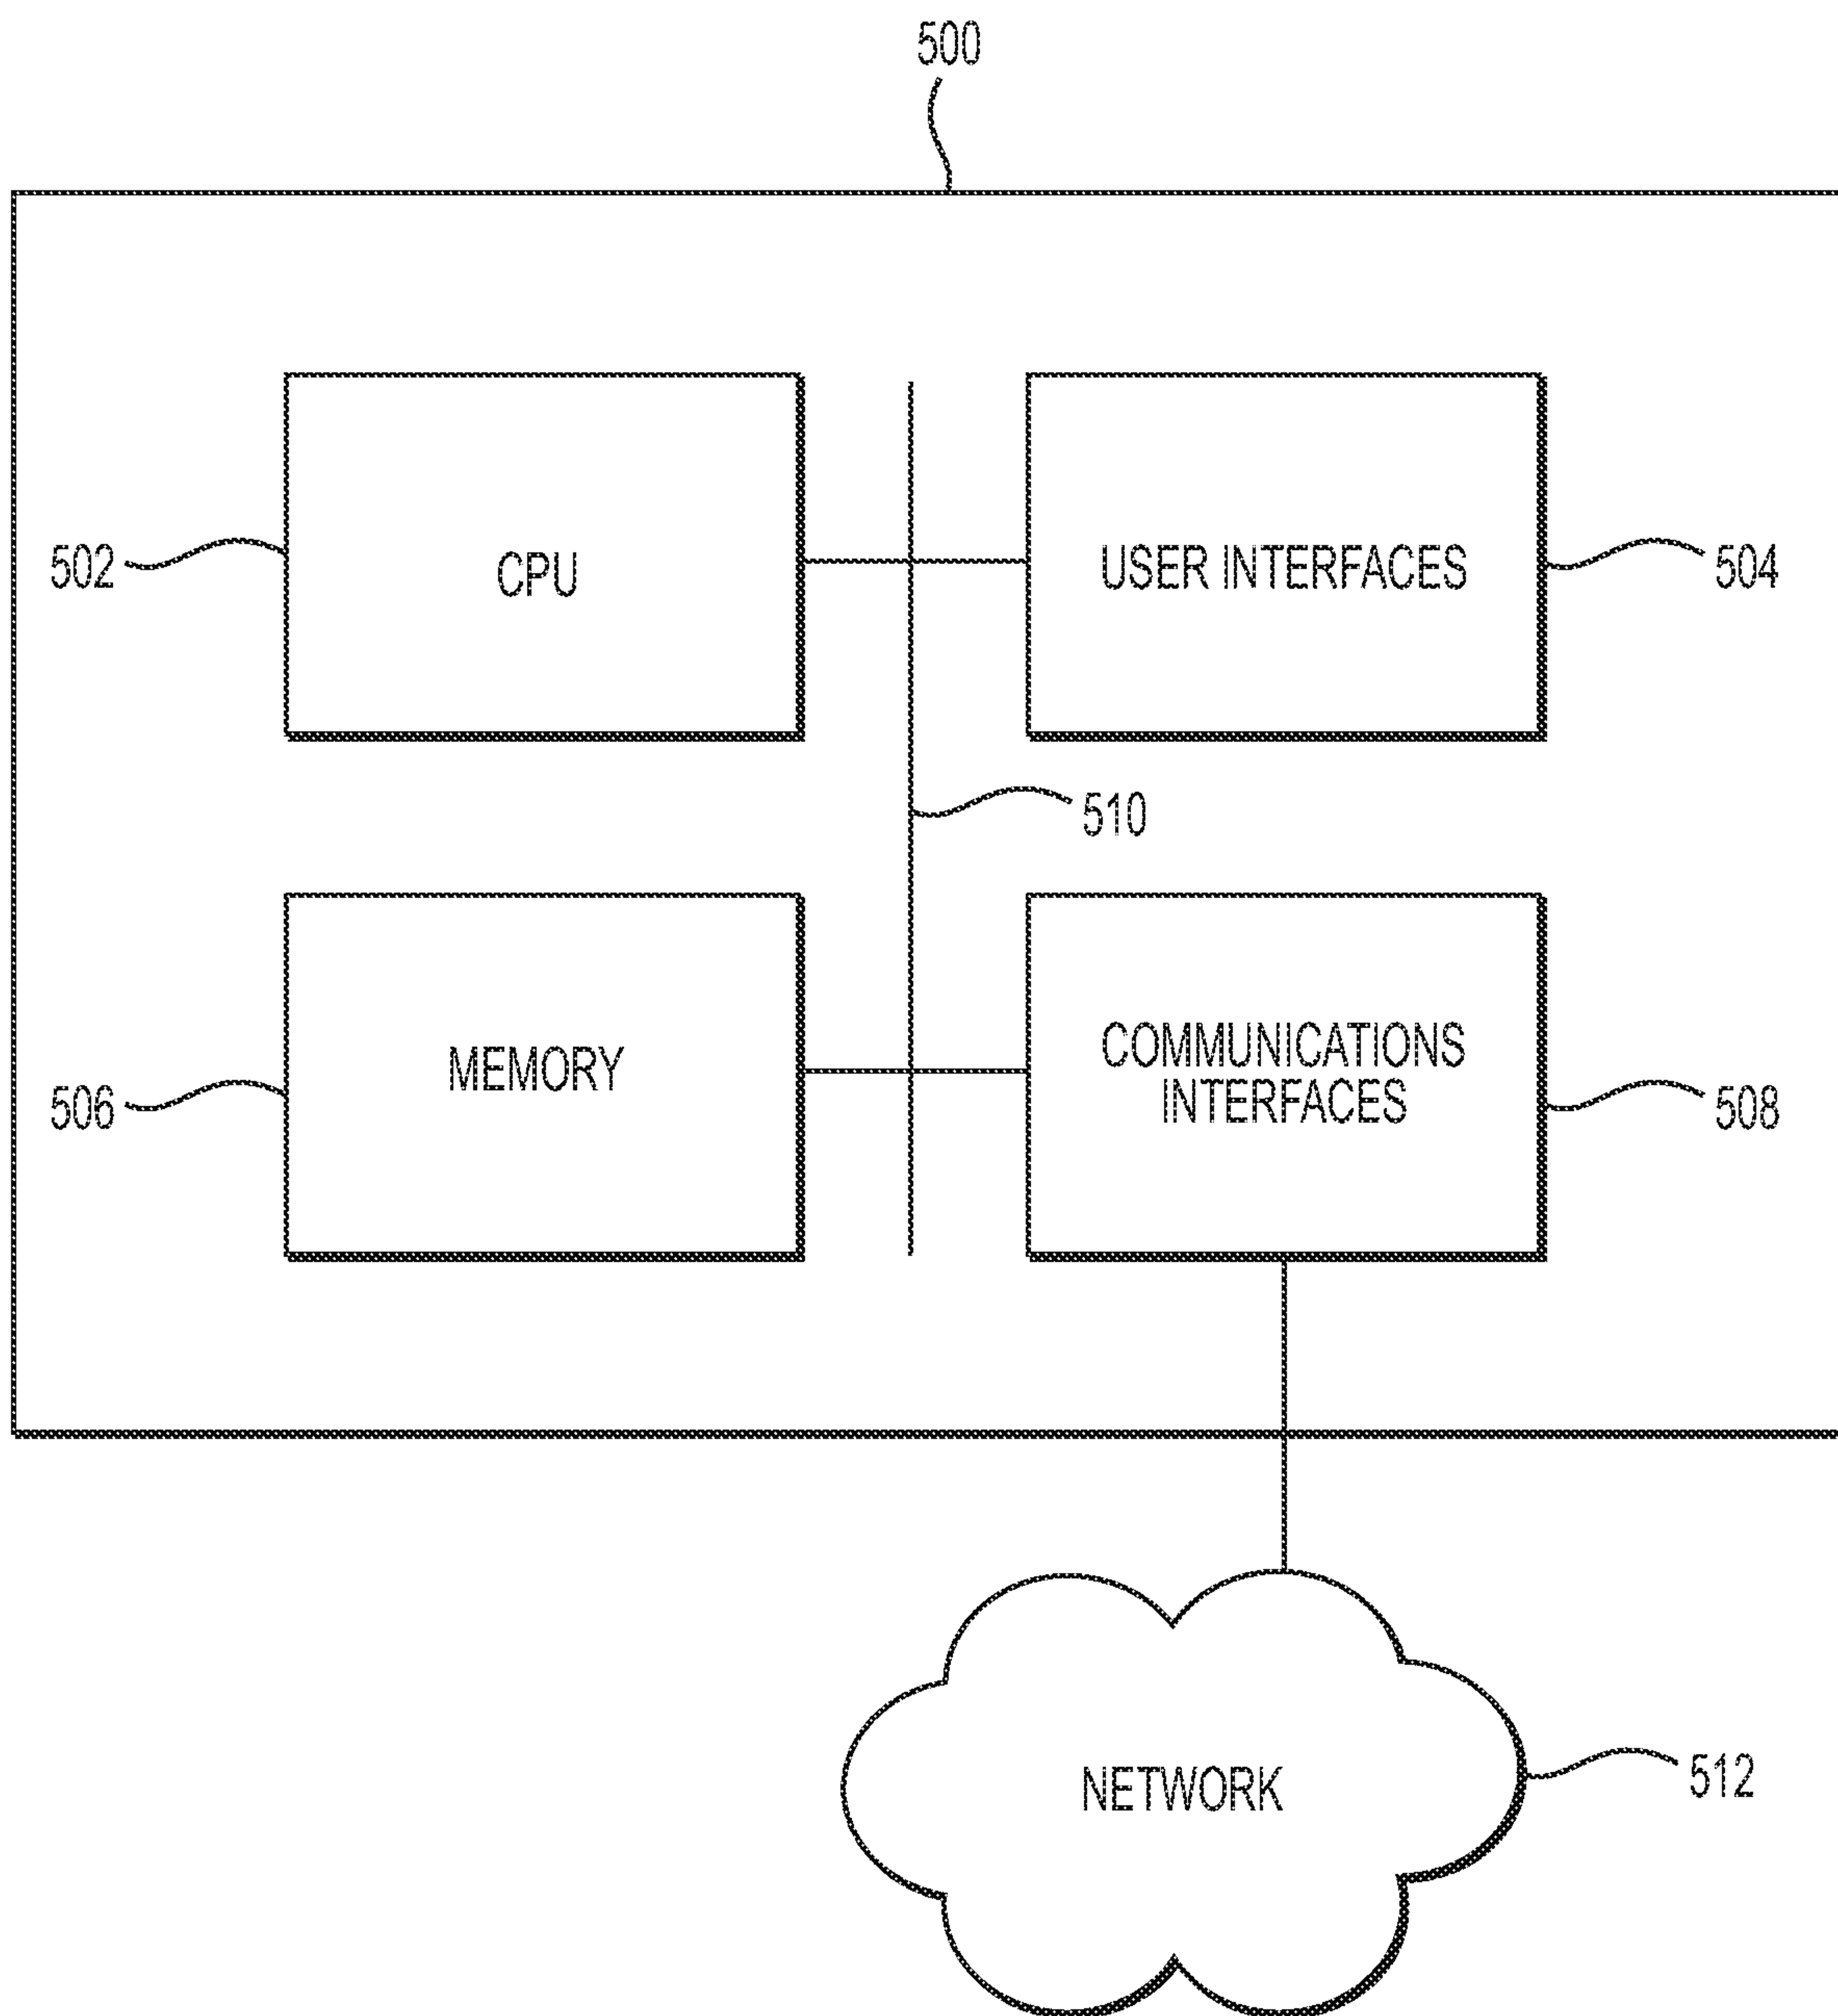 500
502
CPU
USER INTERFACES
504
510
506
MEMORY
COMMUNICATIONS
INTERFACES
508
NETWORK
512